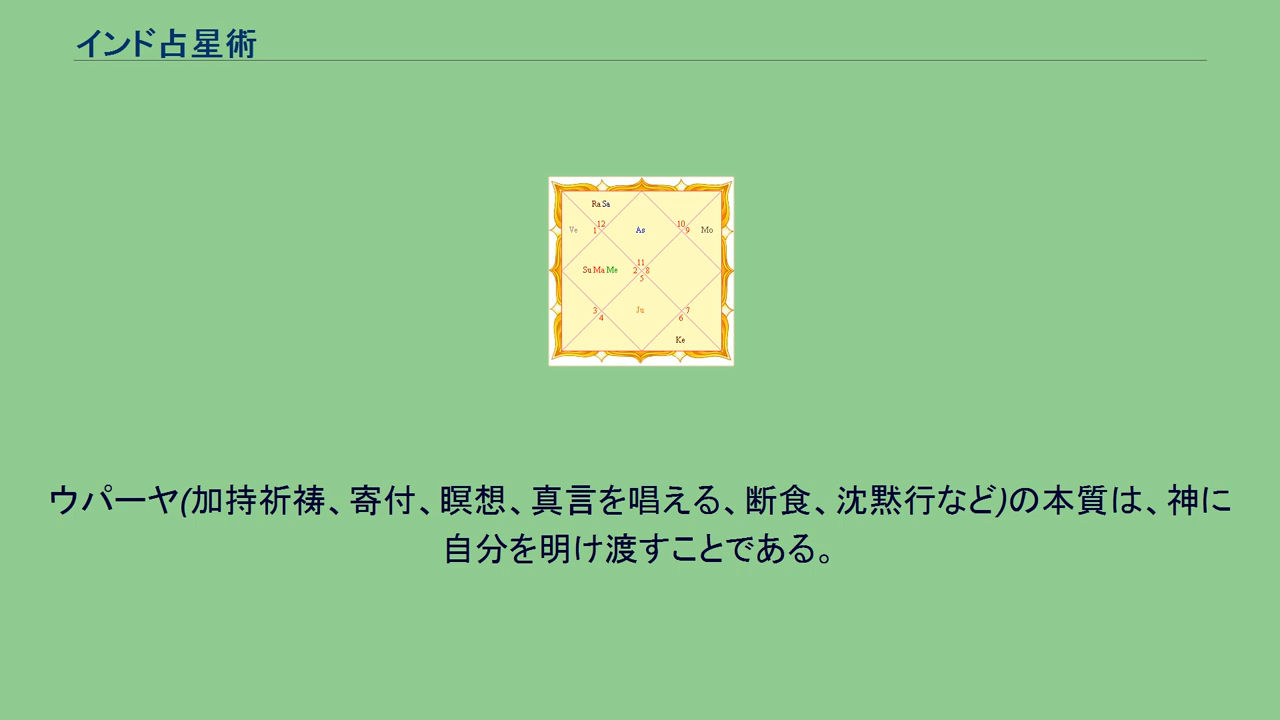 インド占星術
Ra Sa
Ve 1 12 As 10 9 Mo
11
Su Ma Me 2 8
5
3 Ju 7
4 6
Ke
ウパーヤ(加持祈祷、寄付、瞑想、真言を唱える、断食、沈黙行など)の本質は、神に
自分を明け渡すことである。